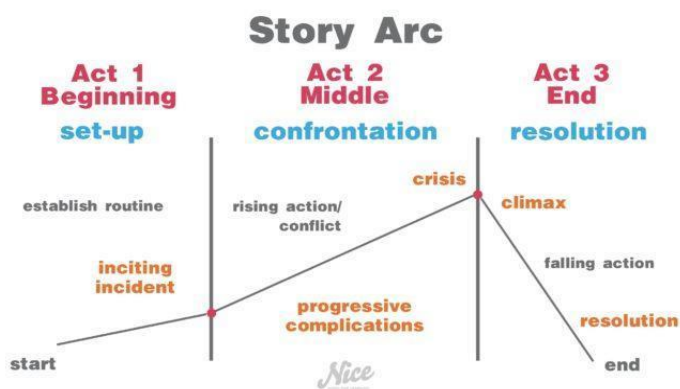 Story Arc
Act 1
Beginning
set-up
Act 2
Middle
confrontation
Act 3
End
resolution
establish routine
inciting
incident
start
rising action/
conflict
crisis
progressive
complications
climax
falling action
resolution
end
Nice